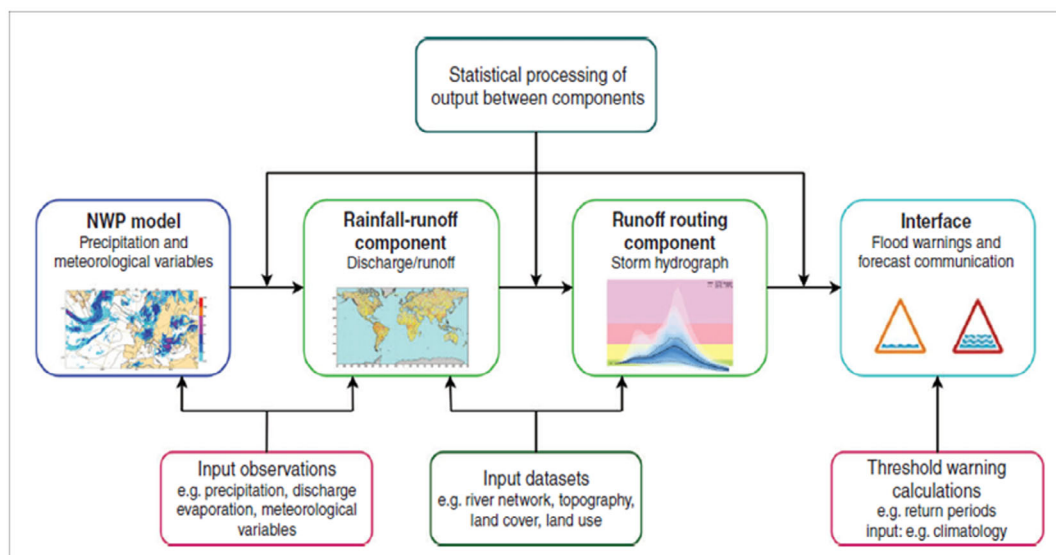 Statistical processing of
output between components
NWP model
Precipitation and
meteorological variables
Rainfall-runoff
component
Discharge/runoff
Runoff routing
component
Storm hydrograph
Interface
Flood warnings and
forecast communication
Input observations
e.g. precipitation, discharge
evaporation, meteorological
variables
Input datasets
e.g. river network, topography,
land cover, land use
Threshold warning
calculations
e.g. return periods
input: e.g. climatology